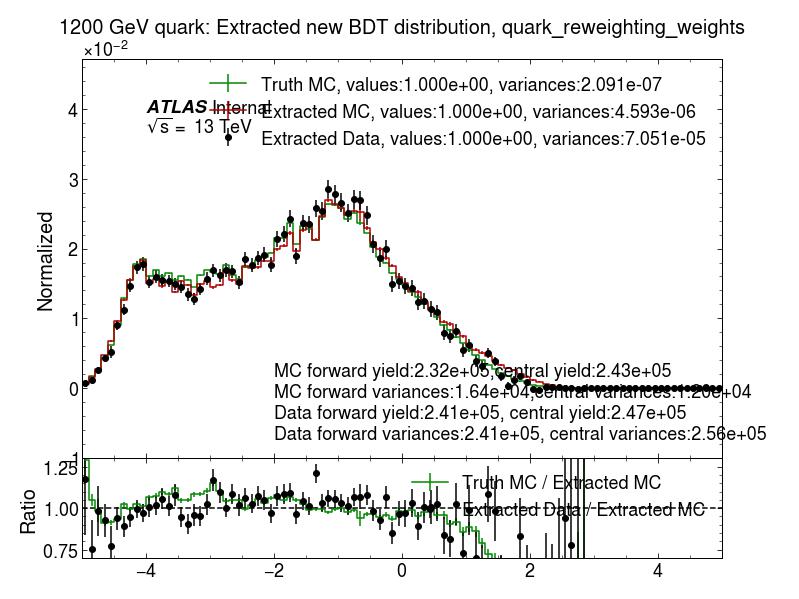 1200 GeV quark: Extracted new BDT distribution, quark_reweighting_weights
×10⁻²
Truth MC, values:1.000e+00, variances:2.091e-07
ATLAS Internal
Extracted MC, values:1.000e+00, variances:4.593e-06
√s = 13 TeV
Extracted Data, values:1.000e+00, variances:7.051e-05
4
3
2
1
0
1
Normalized
MC forward yield:2.32e+05, central yield:2.43e+05
MC forward variances:1.64e+04, central variances:1.20e+04
Data forward yield:2.41e+05, central yield:2.47e+05
Data forward variances:2.41e+05, central variances:2.56e+05
1.25
1.00
0.75
Ratio
Truth MC / Extracted MC
Extracted Data / Extracted MC
−4 −2 0 2 4